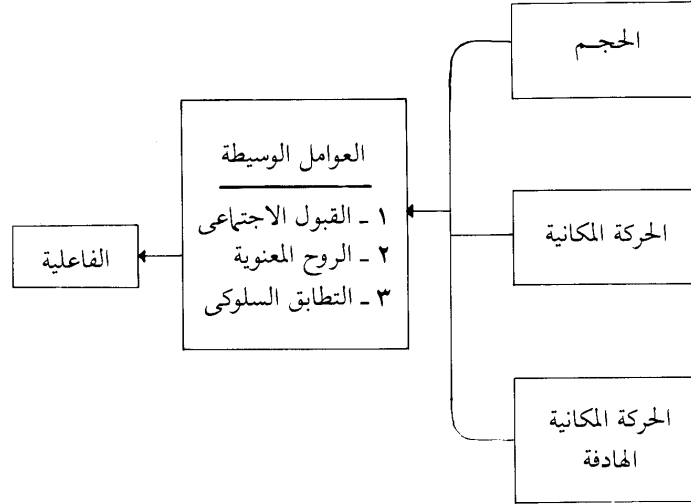 الحجم
الحركة المكانية
الحركة المكانية
الهادفة
العوامل الوسيطة
١ - القبول الاجتماعى
٢ - الروح المعنوية
٣ - التطابق السلوكى
الفاعلية